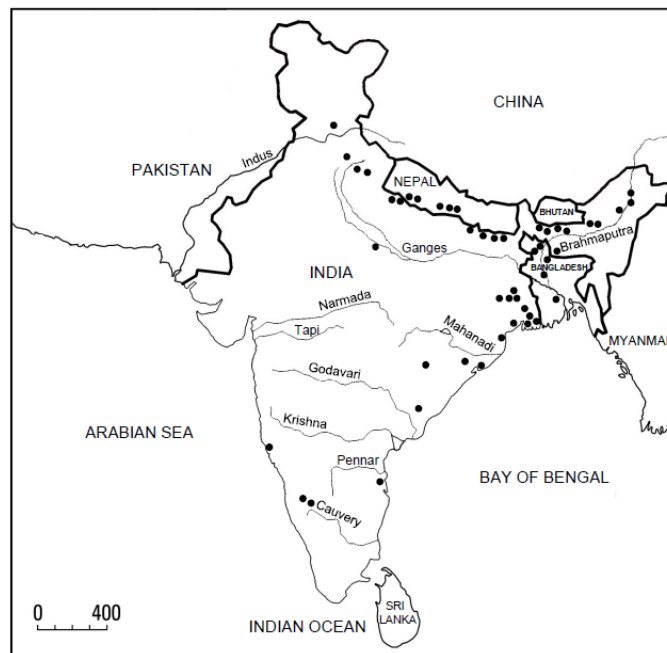 CHINA
PAKISTAN
Indus
NEPAL
BHUTAN
Brahmaputra
Ganges
BANGLADESH
INDIA
Narmada
Tapi
Mahanadi
MYANMAR
Godavari
ARABIAN SEA
Krishna
Pennar
BAY OF BENGAL
Cauvery
0 400
SRI
LANKA
INDIAN OCEAN